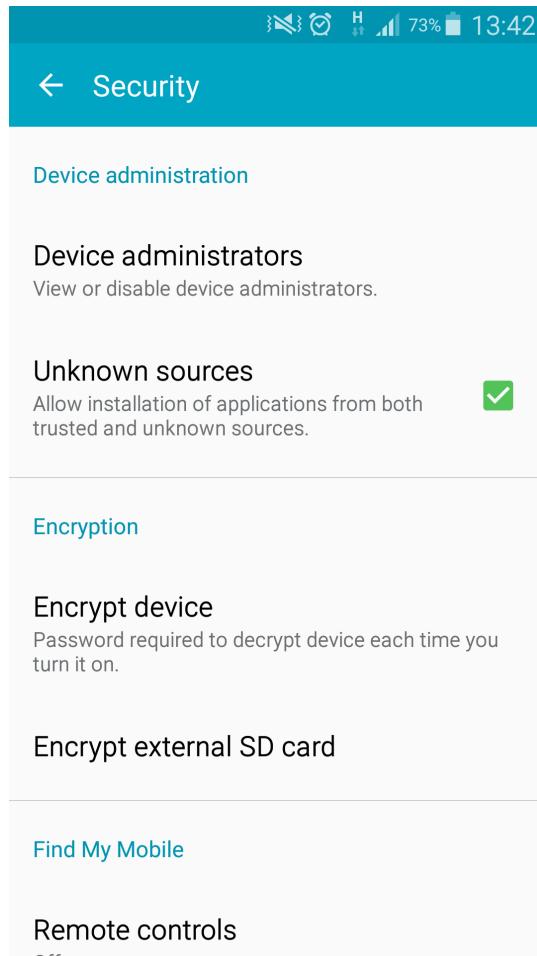 H 73% 13:42
Security
Device administration
Device administrators
View or disable device administrators.
Unknown sources
Allow installation of applications from both
trusted and unknown sources.
Encryption
Encrypt device
Password required to decrypt device each time you
turn it on.
Encrypt external SD card
Find My Mobile
Remote controls